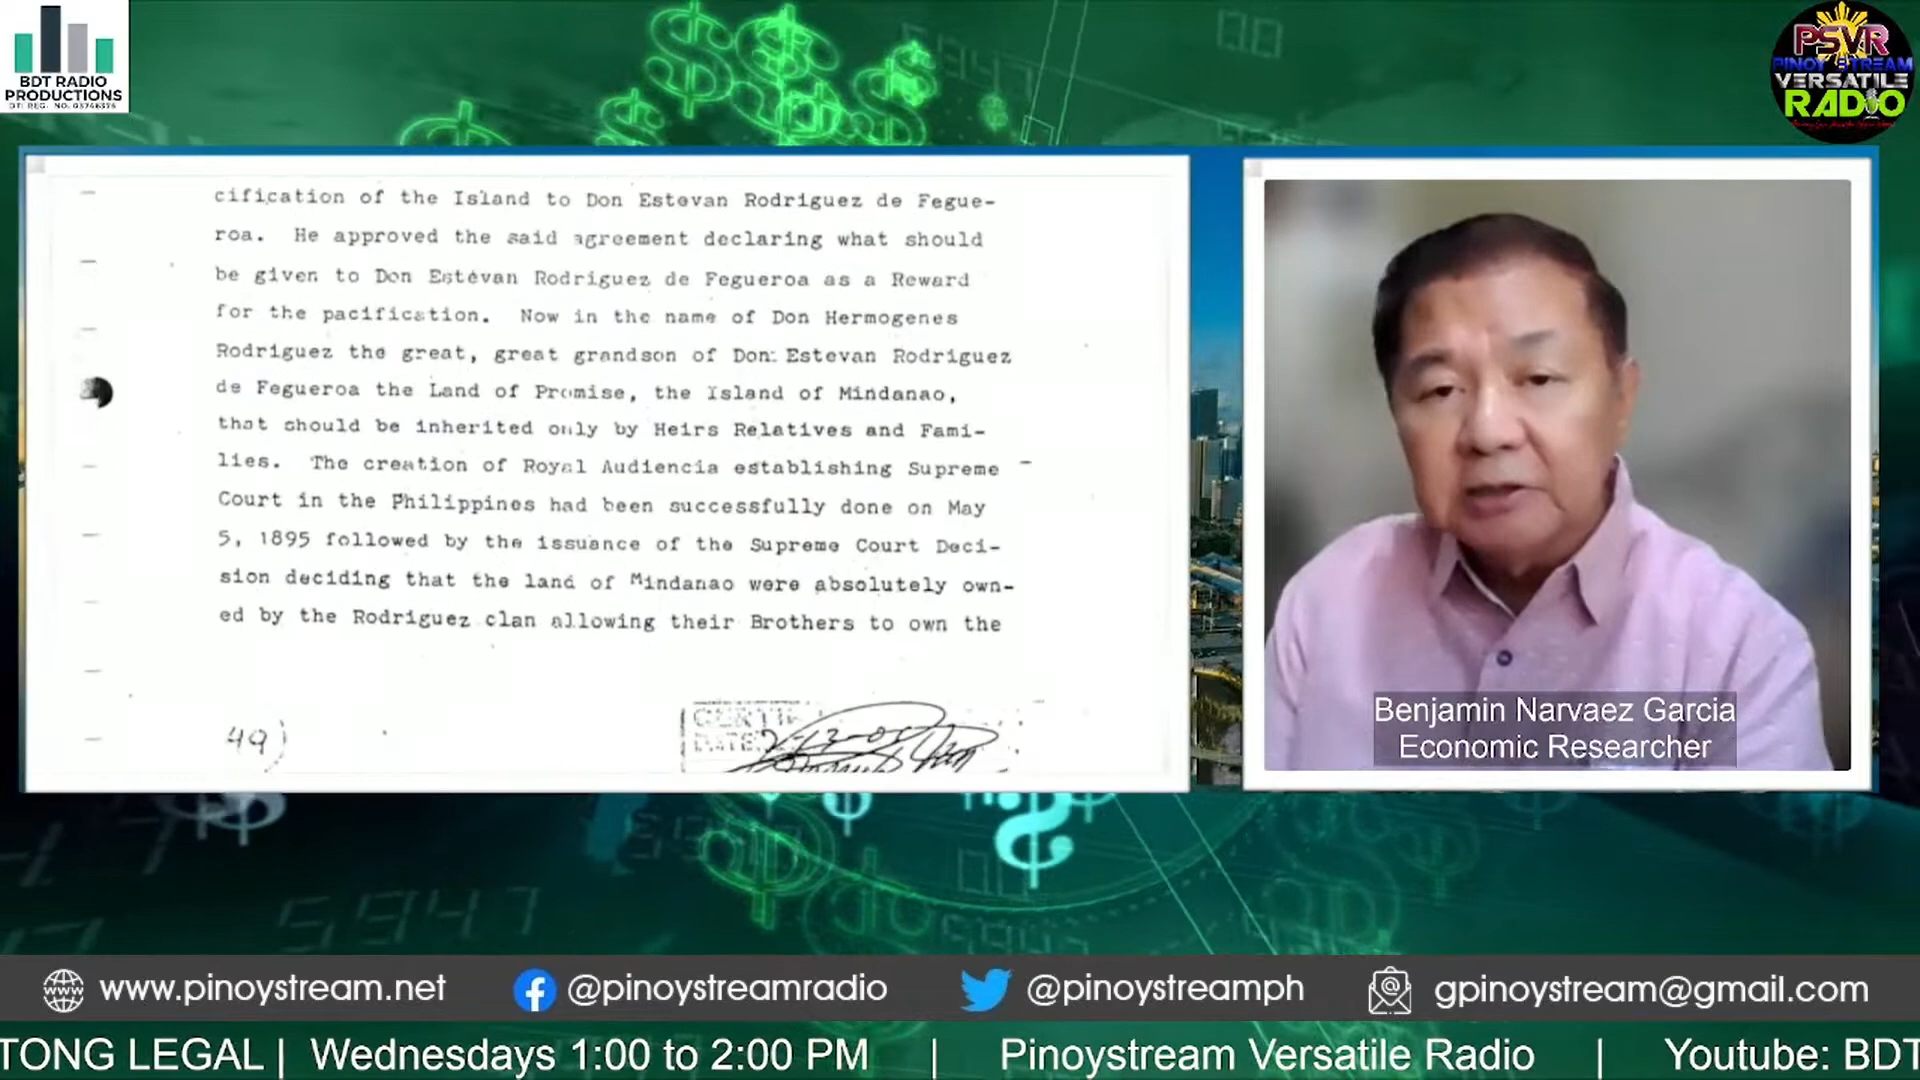 BDT RADIO
PRODUCTIONS
DTI REG. NO. 03746376
PSVR
PINOY STREAM
VERSATILE
RADIO
cification of the Island to Don Estevan Rodriguez de Fegue-
roa. He approved the said agreement declaring what should
be given to Don Estevan Rodriguez de Fegueroa as a Reward
for the pacification. Now in the name of Don Hermogenes
Rodriguez the great, great grandson of Don Estevan Rodriguez
de Fegueroa the Land of Promise, the Island of Mindanao,
that should be inherited only by Heirs Relatives and Fami-
lies. The creation of Royal Audiencia establishing Supreme
Court in the Philippines had been successfully done on May
5, 1895 followed by the issuance of the Supreme Court Deci-
sion deciding that the land of Mindanao were absolutely own-
ed by the Rodriguez clan allowing their Brothers to own the
49)
DATE
Benjamin Narvaez Garcia
Economic Researcher
5947
www.pinoystream.net
@pinoystreamradio
@pinoystreamph
gpinoystream@gmail.com
TONG LEGAL | Wednesdays 1:00 to 2:00 PM | Pinoystream Versatile Radio | Youtube: BDT